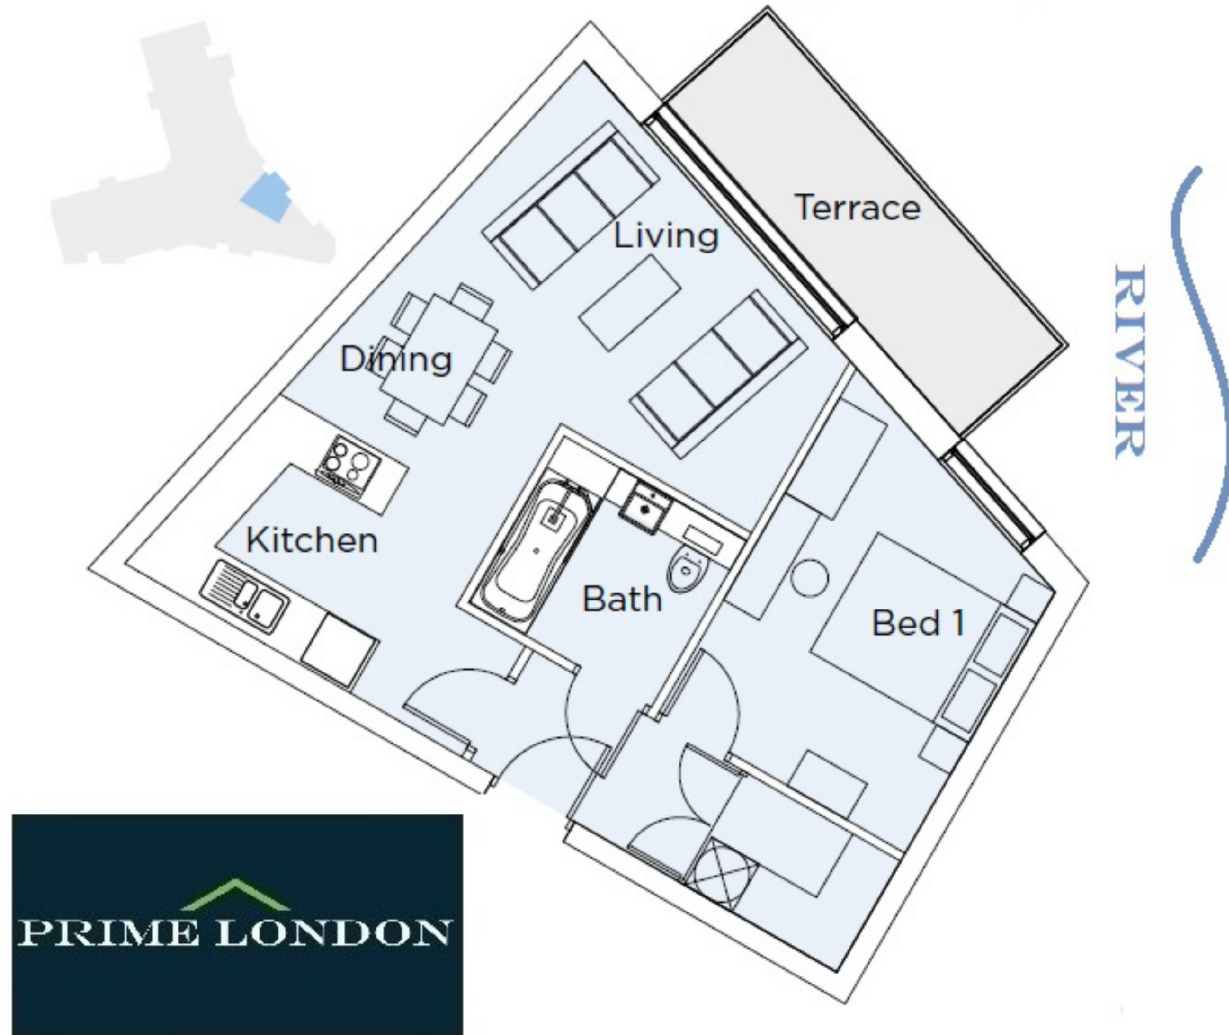 Terrace
Living
RIVER
Dining
Kitchen
Bath
Bed 1
PRIME LONDON